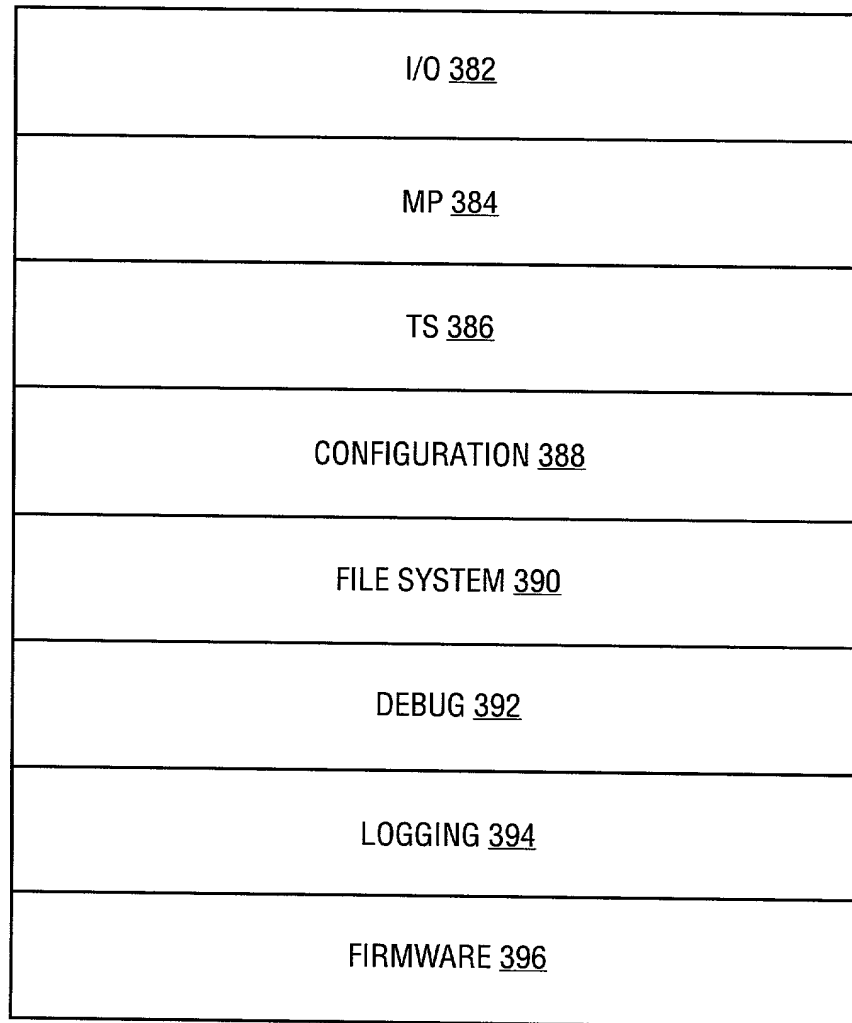 I/O 382
MP 384
TS 386
CONFIGURATION 388
FILE SYSTEM 390
DEBUG 392
LOGGING 394
FIRMWARE 396